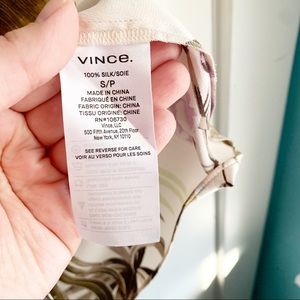 VINCE.
100% SILK/SOIE
S/P
MADE IN CHINA
FABRIQUÉ EN CHINE
FABRIC ORIGIN: CHINA
TISSU ORIGINE: CHINE
RN#106730
Vince, LLC
500 Fifth Avenue, 20th Floor
New York, NY 10110
SEE REVERSE FOR CARE
VOIR AU VERSO POUR LES SOINS